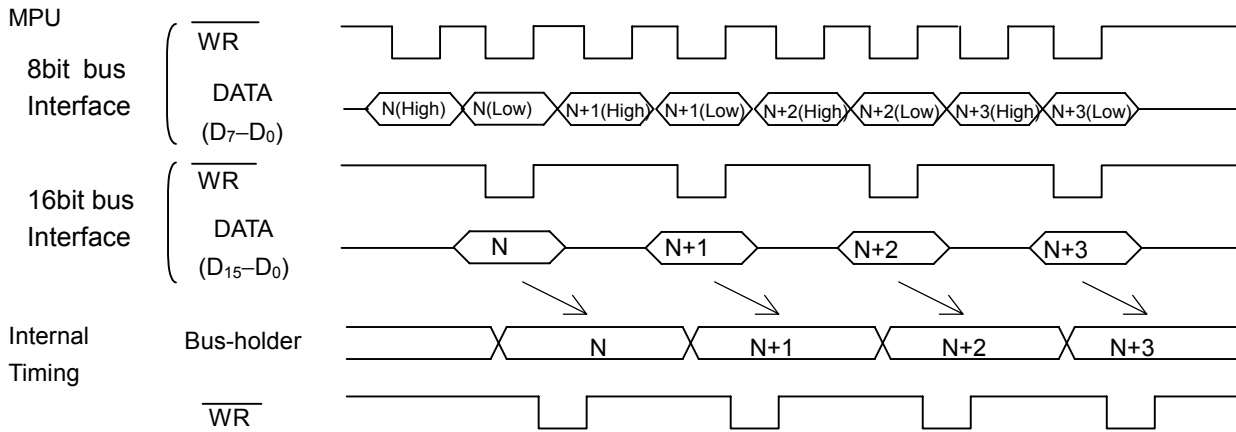 MPU
WR
8bit bus
Interface
DATA
(D7–D0)
N(High) N(Low) N+1(High) N+1(Low) N+2(High) N+2(Low) N+3(High) N+3(Low)
WR
16bit bus
Interface
DATA
(D15–D0)
N N+1 N+2 N+3
Internal
Timing
Bus-holder
N N+1 N+2 N+3
WR